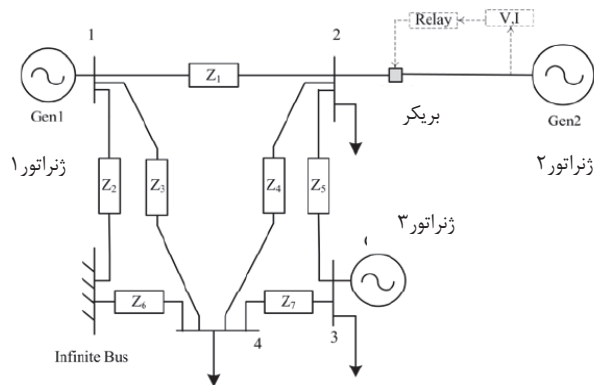 1
2
Relay
V,I
Z1
Gen1
Gen2
بریکر
ژنراتور۱
ژنراتور۲
Z2
Z3
Z4
Z5
ژنراتور۳
Z6
Z7
Infinite Bus
4
3